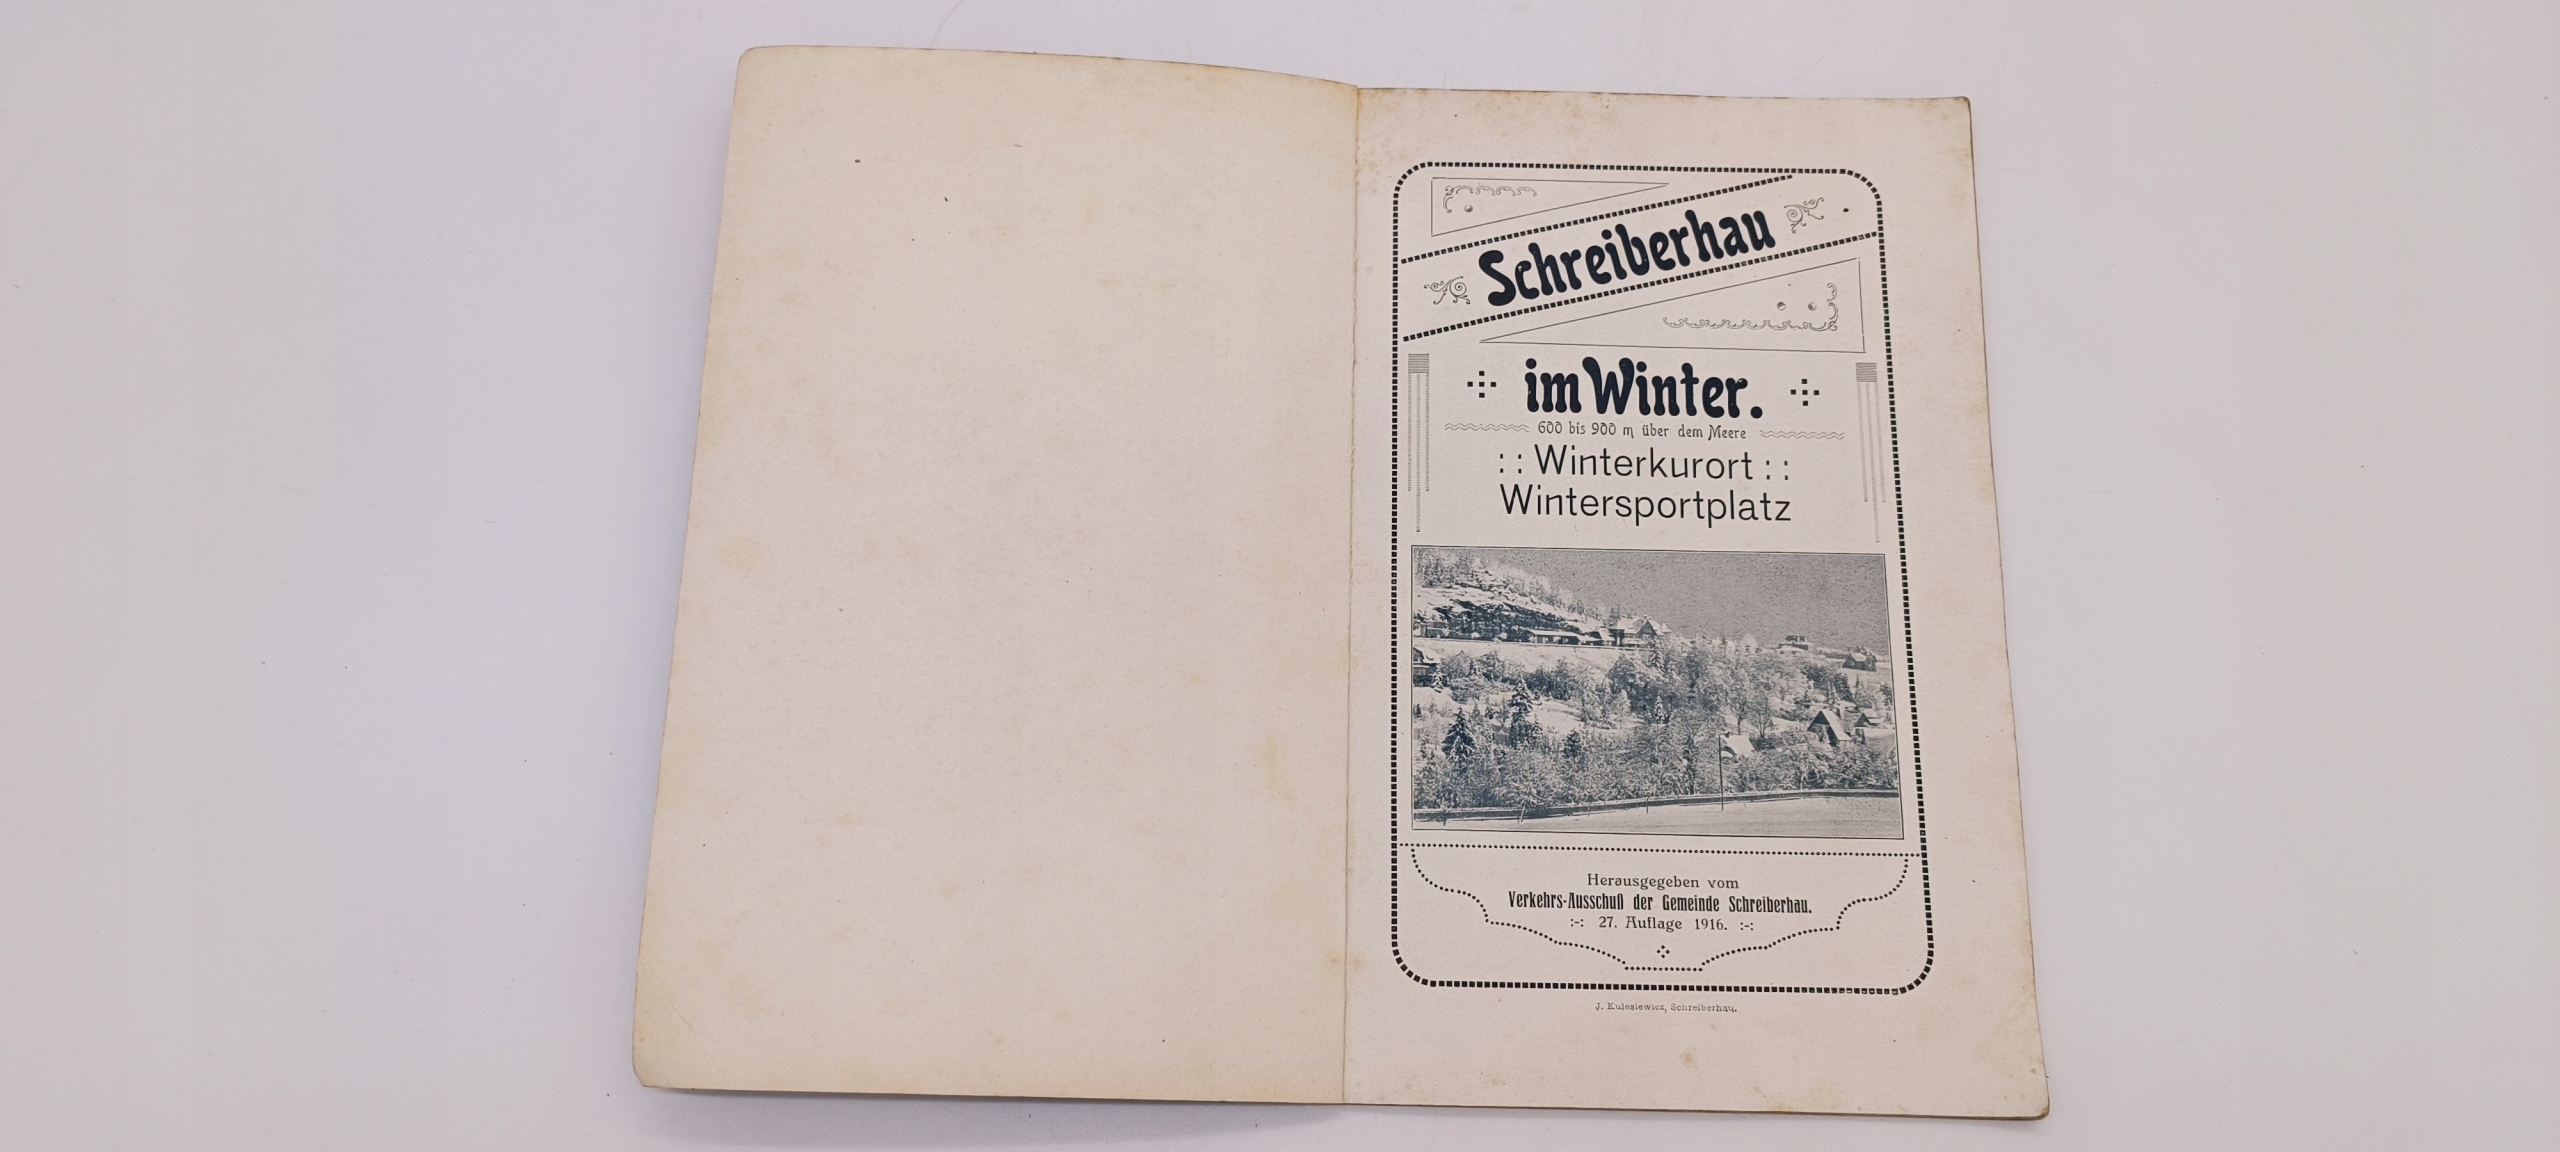 Schreiberhau
im Winter.
600 bis 900 m über dem Meere
:: Winterkurort ::
Wintersportplatz
Herausgegeben vom
Verkehrs-Ausschuß der Gemeinde Schreiberhau.
:-: 27. Auflage 1916. :-:
J. Kulesiewicz, Schreiberhau.